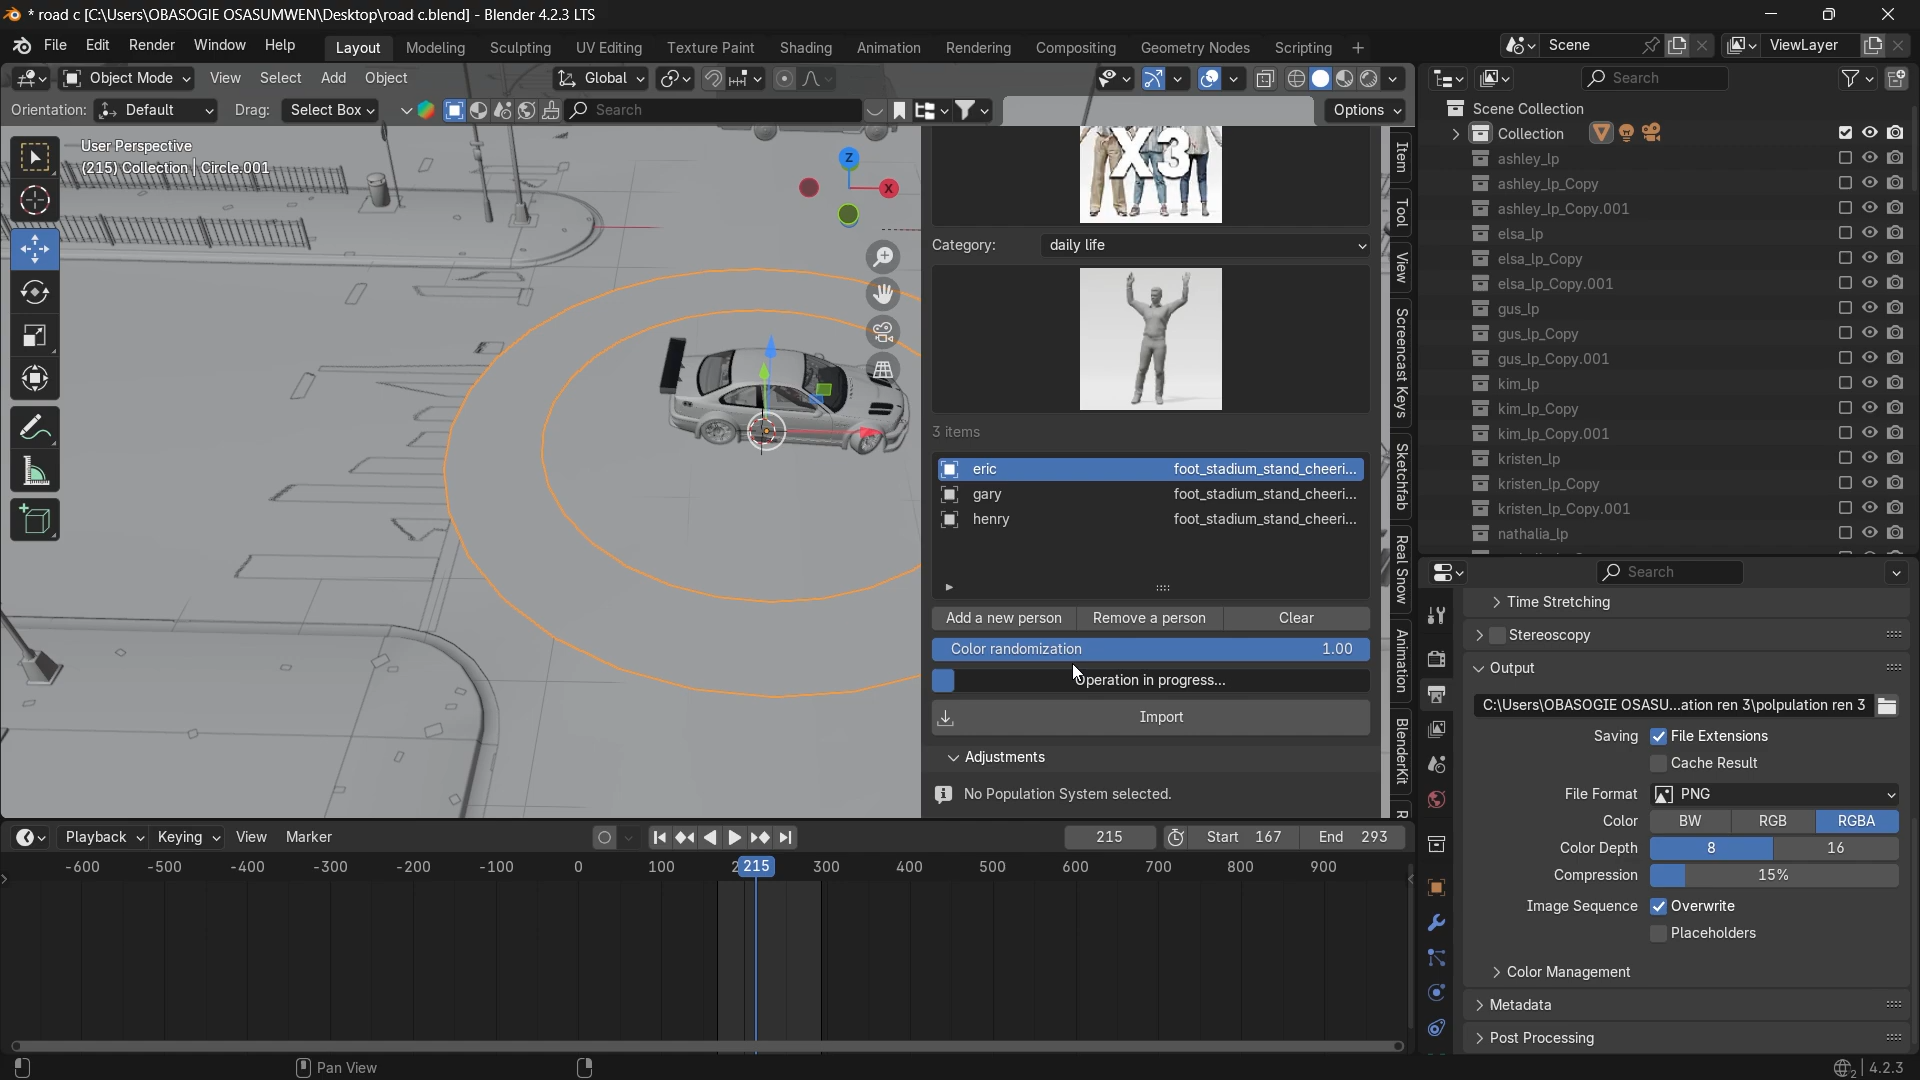 * road c [C:\Users\OBASOGIE OSASUMWEN\Desktop\road c.blend] - Blender 4.2.3 LTS
File Edit Render Window Help Layout Modeling Sculpting UV Editing Texture Paint Shading Animation Rendering Compositing Geometry Nodes Scripting + Scene ViewLayer
Object Mode View Select Add Object Global Search
Orientation: Default Drag: Select Box Search Options
User Perspective
(215) Collection | Circle.001
Z
X
X3
Category: daily life
3 items
eric foot_stadium_stand_cheeri...
gary foot_stadium_stand_cheeri...
henry foot_stadium_stand_cheeri...
Add a new person Remove a person Clear
Color randomization 1.00
Operation in progress...
Import
Adjustments
No Population System selected.
Item
Tool
View
Screencast Keys
Sketchfab
Real Snow
Animation
BlenderKit
Scene Collection
Collection
ashley_lp
ashley_lp_Copy
ashley_lp_Copy.001
elsa_lp
elsa_lp_Copy
elsa_lp_Copy.001
gus_lp
gus_lp_Copy
gus_lp_Copy.001
kim_lp
kim_lp_Copy
kim_lp_Copy.001
kristen_lp
kristen_lp_Copy
kristen_lp_Copy.001
nathalia_lp
Search
Time Stretching
Stereoscopy
Output
C:\Users\OBASOGIE OSASU...ation ren 3\polpulation ren 3
Saving File Extensions
Cache Result
File Format PNG
Color BW RGB RGBA
Color Depth 8 16
Compression 15%
Image Sequence Overwrite
Placeholders
Color Management
Metadata
Post Processing
Playback Keying View Marker 215 Start 167 End 293
-600 -500 -400 -300 -200 -100 0 100 215 300 400 500 600 700 800 900
Pan View 4.2.3